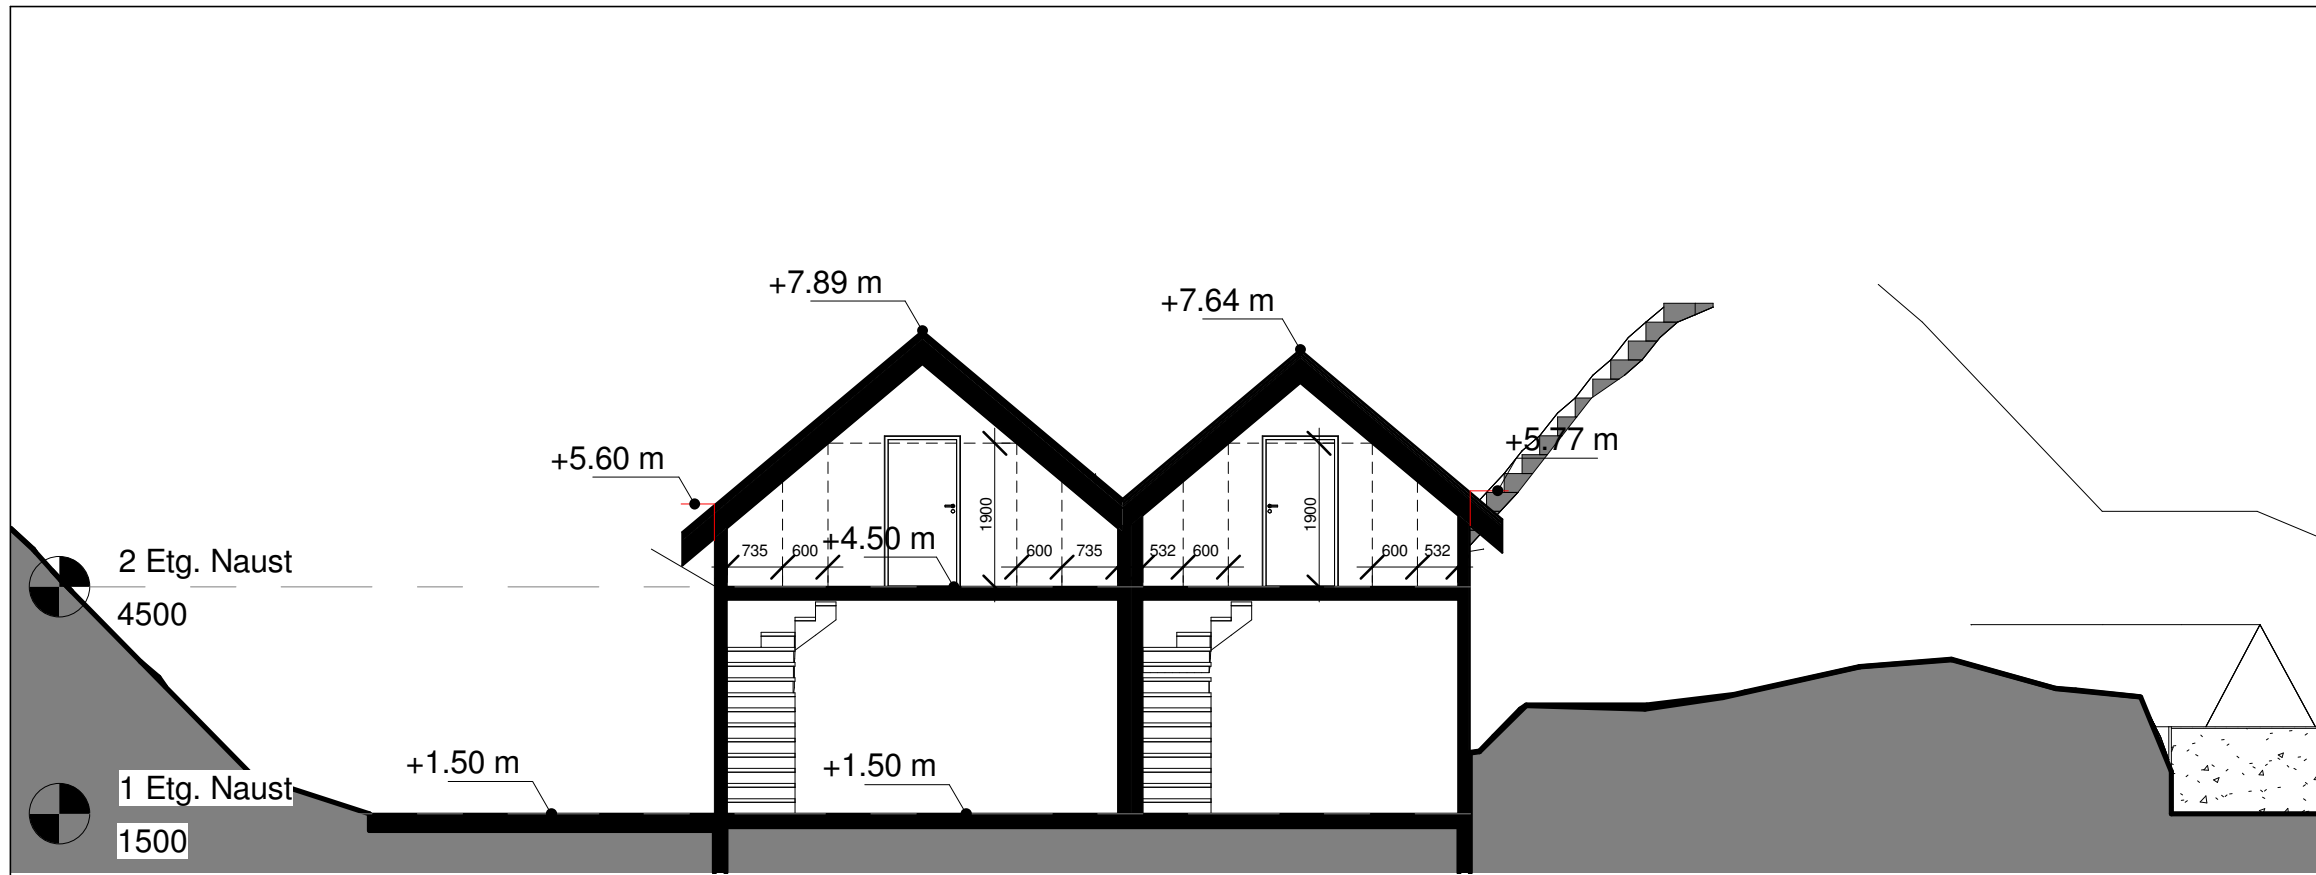 +7.89 m
+7.64 m
+5.60 m
+5.77 m
1900
1900
+4.50 m
735
600
600
735
532
600
600
532
2 Etg. Naust
4500
+1.50 m
+1.50 m
1 Etg. Naust
1500